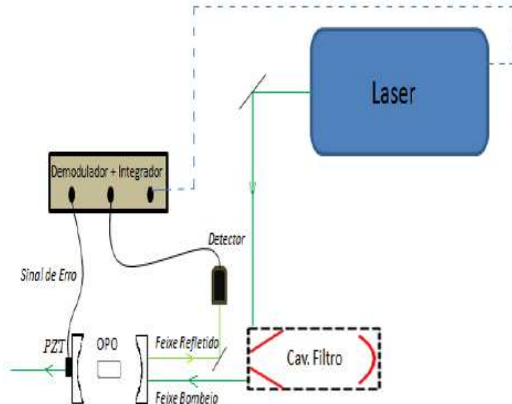 Laser
Demodulador + Integrador
Detector
Sinal de Erro
PZT
OPO
Feixe Refletido
Cav. Filtro
Feixe Bombeio